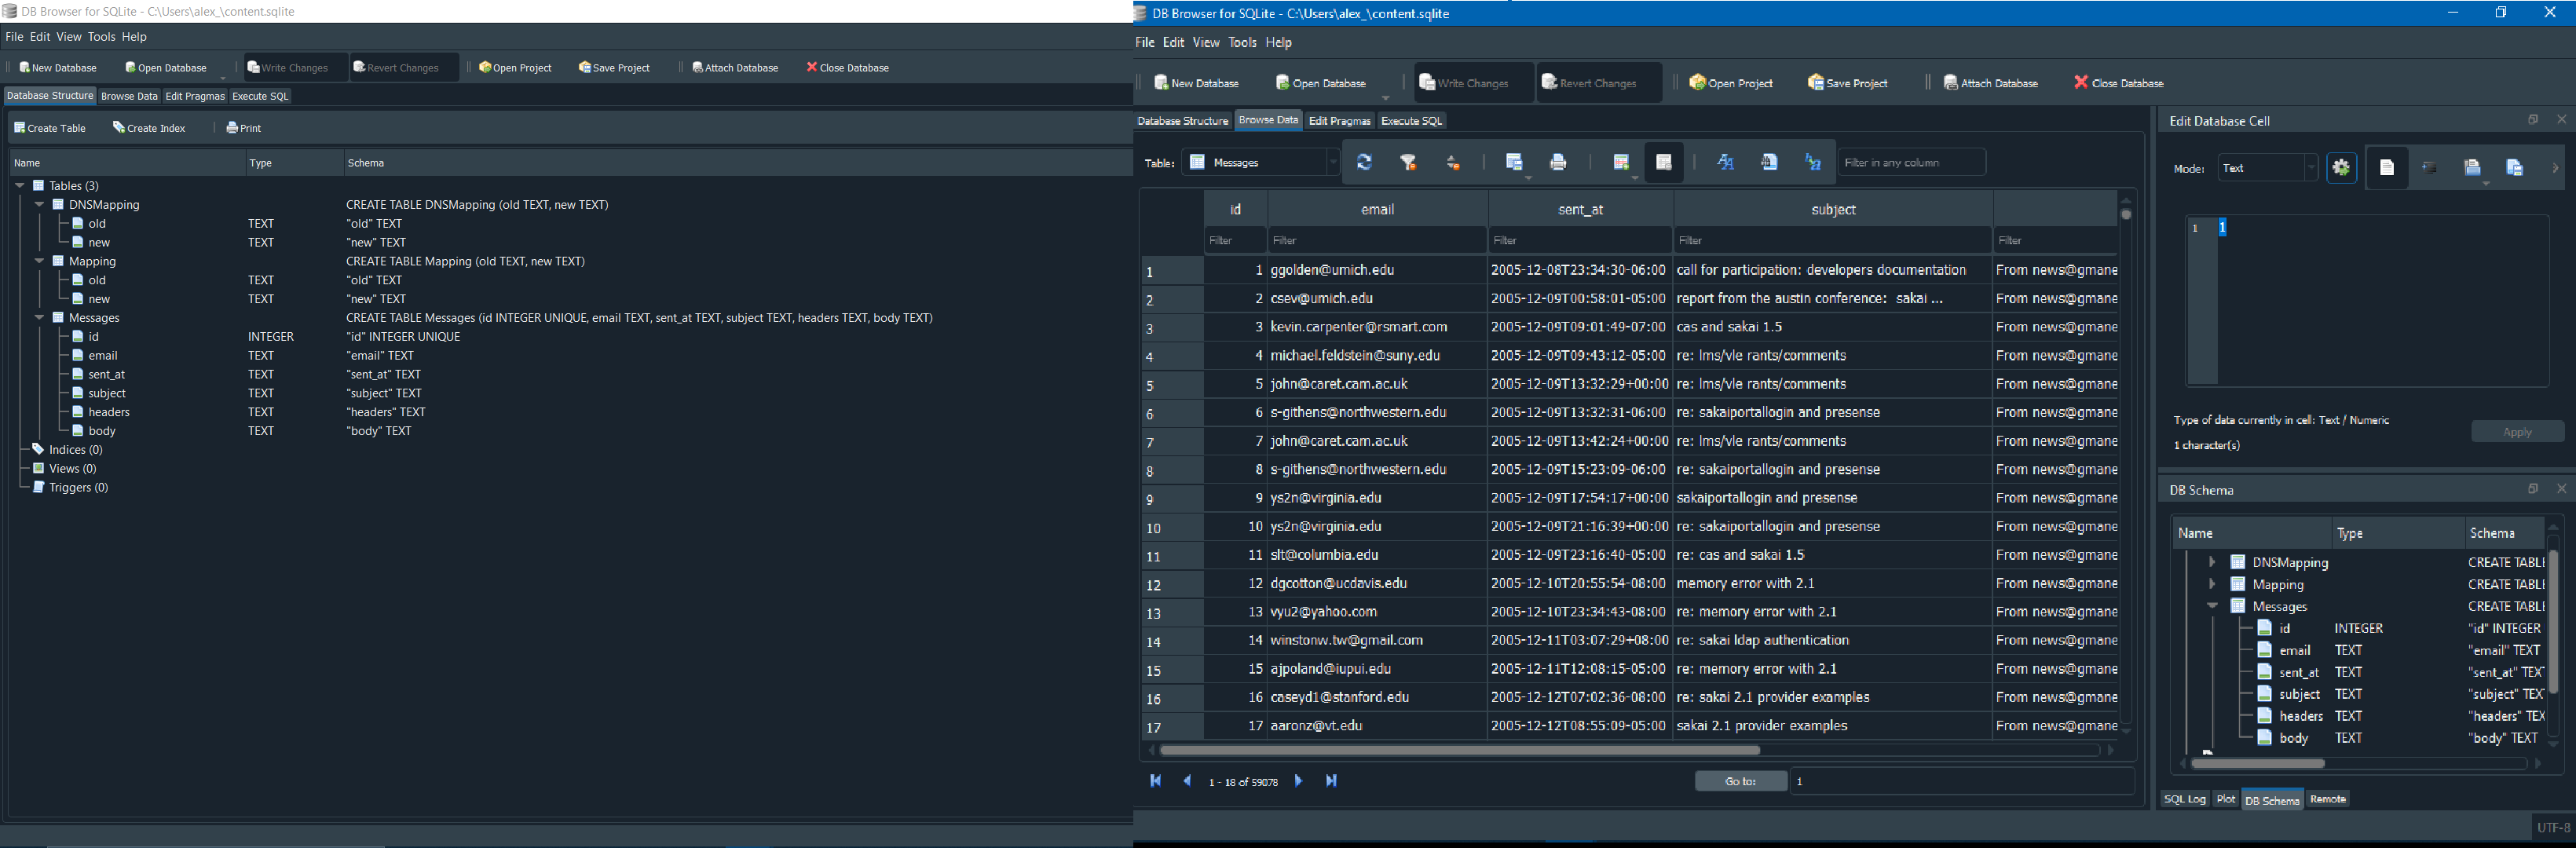 DB Browser for SQLite - C:\Users\alex_\content.sqlite
File Edit View Tools Help
New Database Open Database Write Changes Revert Changes Open Project Save Project Attach Database Close Database
Database Structure Browse Data Edit Pragmas Execute SQL
Create Table Create Index Print
Name Type Schema
Tables (3)
DNSMapping CREATE TABLE DNSMapping (old TEXT, new TEXT)
old TEXT "old" TEXT
new TEXT "new" TEXT
Mapping CREATE TABLE Mapping (old TEXT, new TEXT)
old TEXT "old" TEXT
new TEXT "new" TEXT
Messages CREATE TABLE Messages (id INTEGER UNIQUE, email TEXT, sent_at TEXT, subject TEXT, headers TEXT, body TEXT)
id INTEGER "id" INTEGER UNIQUE
email TEXT "email" TEXT
sent_at TEXT "sent_at" TEXT
subject TEXT "subject" TEXT
headers TEXT "headers" TEXT
body TEXT "body" TEXT
Indices (0)
Views (0)
Triggers (0)
DB Browser for SQLite - C:\Users\alex_\content.sqlite
File Edit View Tools Help
New Database Open Database Write Changes Revert Changes Open Project Save Project Attach Database Close Database
Database Structure Browse Data Edit Pragmas Execute SQL
Table: Messages Filter in any column
id email sent_at subject
Filter Filter Filter Filter Filter
1 1 ggolden@umich.edu 2005-12-08T23:34:30-06:00 call for participation: developers documentation From news@gmane
2 2 csev@umich.edu 2005-12-09T00:58:01-05:00 report from the austin conference: sakai ... From news@gmane
3 3 kevin.carpenter@rsmart.com 2005-12-09T09:01:49-07:00 cas and sakai 1.5 From news@gmane
4 4 michael.feldstein@suny.edu 2005-12-09T09:43:12-05:00 re: lms/vle rants/comments From news@gmane
5 5 john@caret.cam.ac.uk 2005-12-09T13:32:29+00:00 re: lms/vle rants/comments From news@gmane
6 6 s-githens@northwestern.edu 2005-12-09T13:32:31-06:00 re: sakaiportallogin and presense From news@gmane
7 7 john@caret.cam.ac.uk 2005-12-09T13:42:24+00:00 re: lms/vle rants/comments From news@gmane
8 8 s-githens@northwestern.edu 2005-12-09T15:23:09-06:00 re: sakaiportallogin and presense From news@gmane
9 9 ys2n@virginia.edu 2005-12-09T17:54:17+00:00 sakaiportallogin and presense From news@gmane
10 10 ys2n@virginia.edu 2005-12-09T21:16:39+00:00 re: sakaiportallogin and presense From news@gmane
11 11 slt@columbia.edu 2005-12-09T23:16:40-05:00 re: cas and sakai 1.5 From news@gmane
12 12 dgcotton@ucdavis.edu 2005-12-10T20:55:54-08:00 memory error with 2.1 From news@gmane
13 13 vyu2@yahoo.com 2005-12-10T23:34:43-08:00 re: memory error with 2.1 From news@gmane
14 14 winstonw.tw@gmail.com 2005-12-11T03:07:29+08:00 re: sakai ldap authentication From news@gmane
15 15 ajpoland@iupui.edu 2005-12-11T12:08:15-05:00 re: memory error with 2.1 From news@gmane
16 16 caseyd1@stanford.edu 2005-12-12T07:02:36-08:00 re: sakai 2.1 provider examples From news@gmane
17 17 aaronz@vt.edu 2005-12-12T08:55:09-05:00 sakai 2.1 provider examples From news@gmane
1 - 18 of 59078 Go to: 1
Edit Database Cell
Mode: Text
1 1
Type of data currently in cell: Text / Numeric
1 character(s)
Apply
DB Schema
Name Type Schema
DNSMapping CREATE TABLE
Mapping CREATE TABLE
Messages CREATE TABLE
id INTEGER "id" INTEGER
email TEXT "email" TEXT
sent_at TEXT "sent_at" TEXT
subject TEXT "subject" TEXT
headers TEXT "headers" TEX
body TEXT "body" TEXT
SQL Log Plot DB Schema Remote
UTF-8